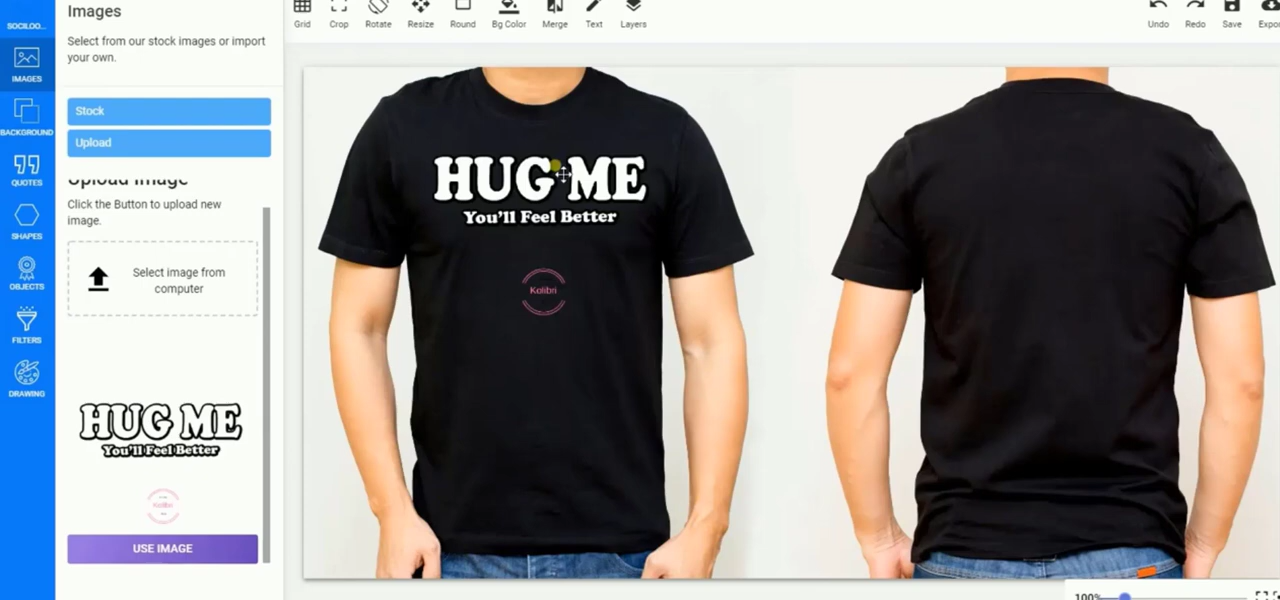 SOCILOO...
IMAGES
BACKGROUND
QUOTES
SHAPES
OBJECTS
FILTERS
DRAWING
Images
Select from our stock images or import
your own.
Stock
Upload
Upload Image
Click the Button to upload new
image.
Select image from
computer
HUG ME
You'll Feel Better
Kolibri
USE IMAGE
Grid
Crop
Rotate
Resize
Round
Bg Color
Merge
Text
Layers
Undo
Redo
Save
Expor
HUG ME
You'll Feel Better
Kolibri
100%